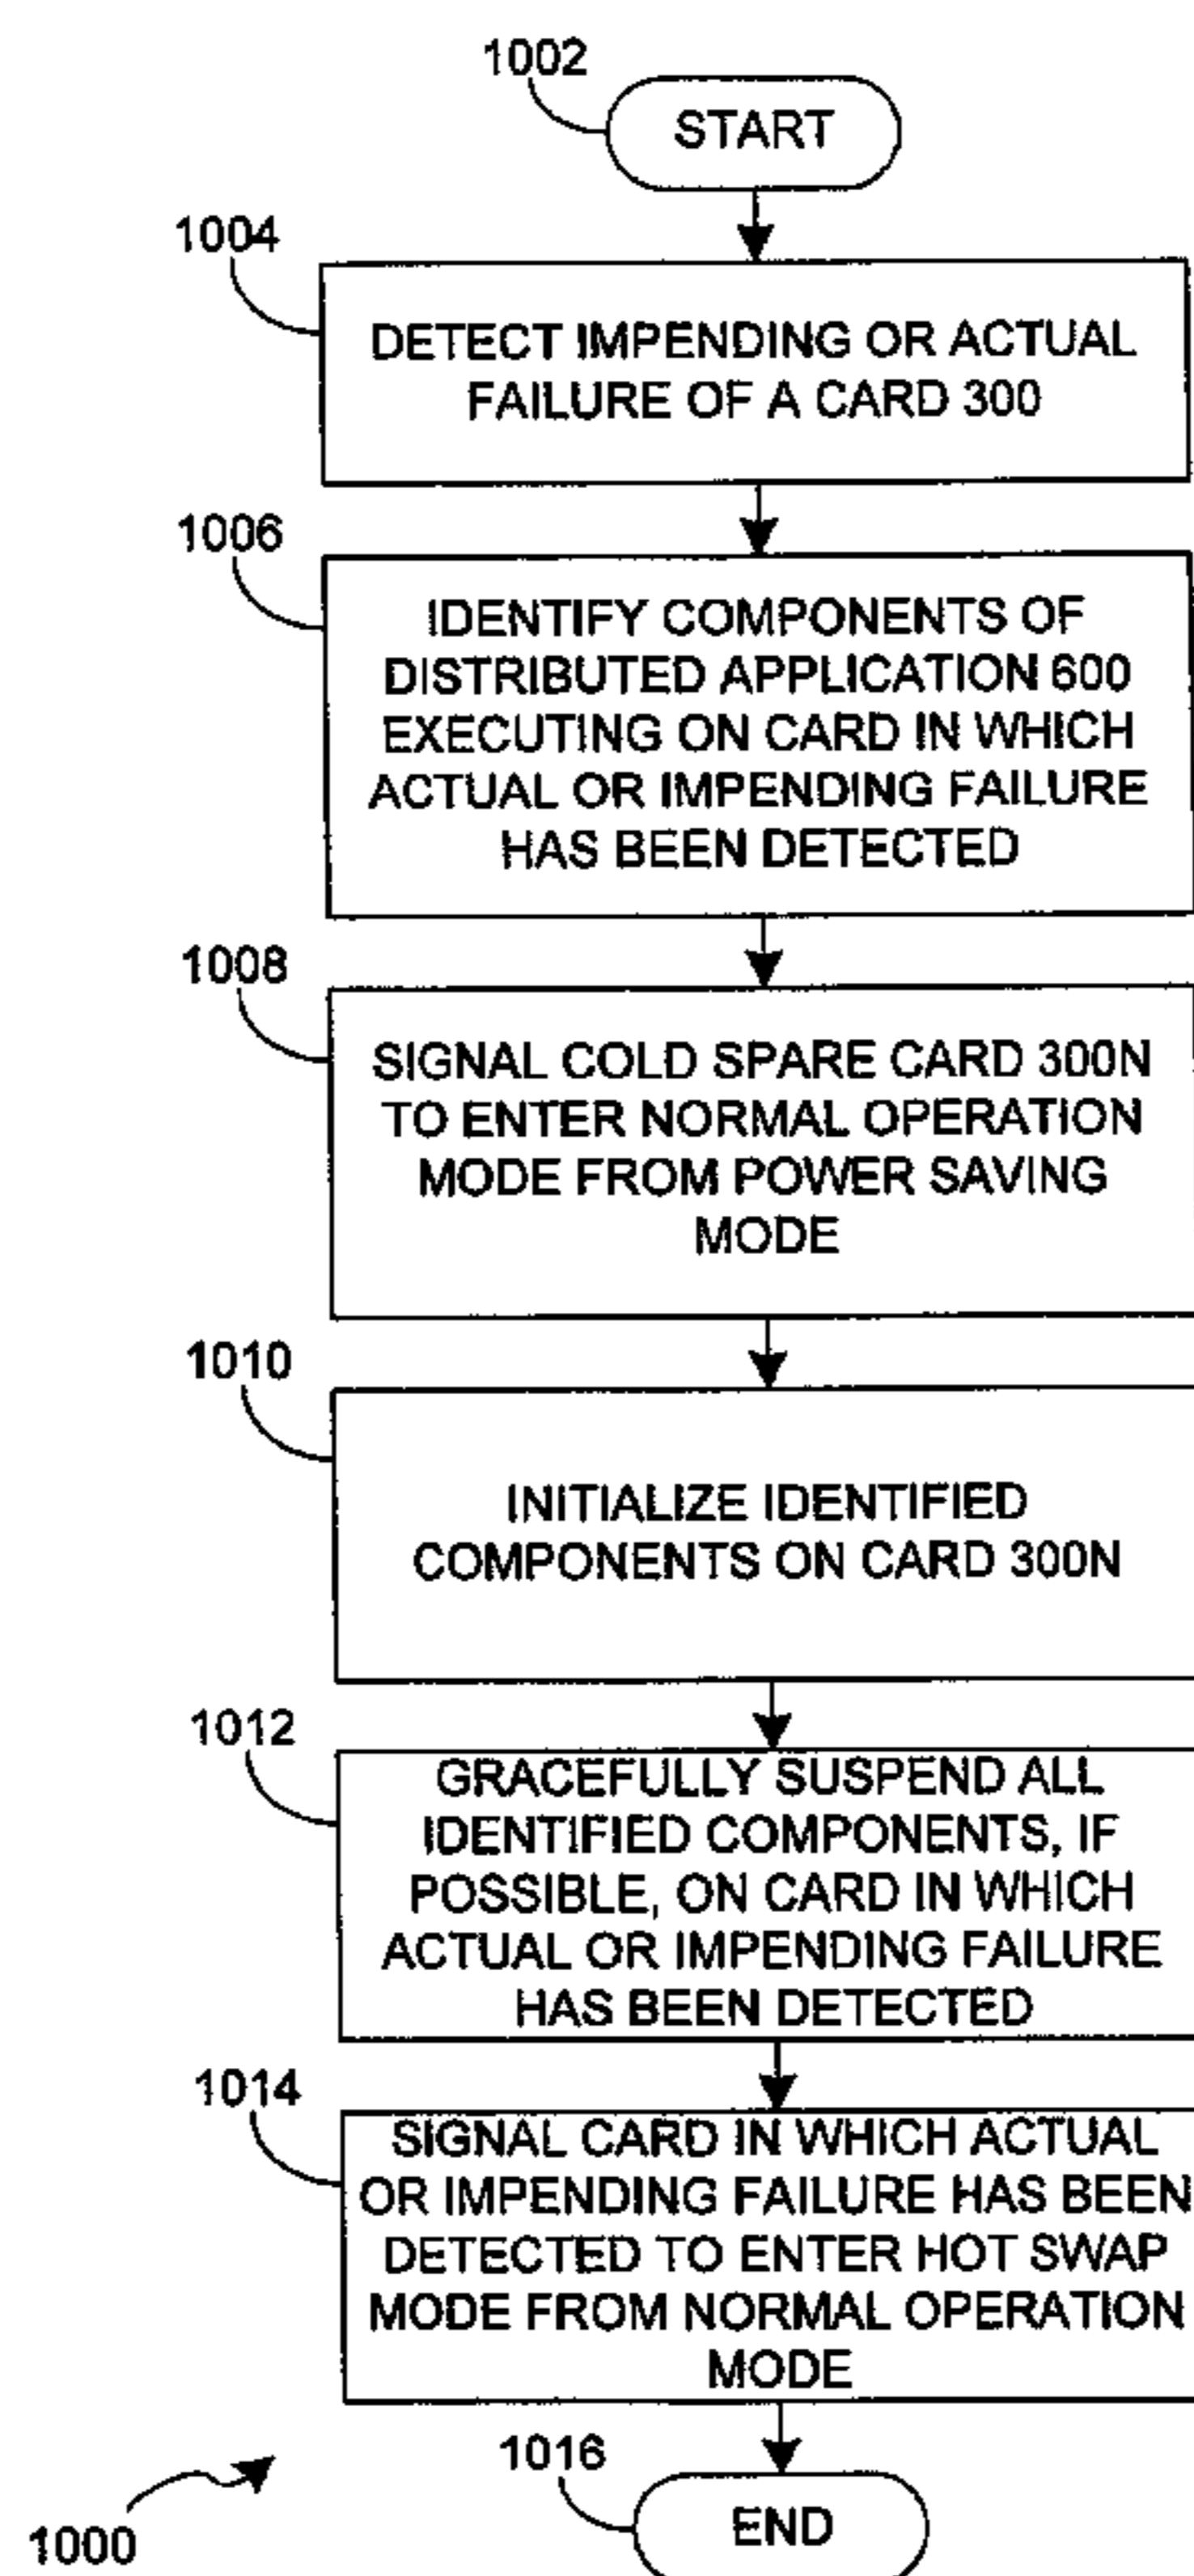 1002
START
1004
DETECT IMPENDING OR ACTUAL
FAILURE OF A CARD 300
1006
IDENTIFY COMPONENTS OF
DISTRIBUTED APPLICATION 600
EXECUTING ON CARD IN WHICH
ACTUAL OR IMPENDING FAILURE
HAS BEEN DETECTED
1008
SIGNAL COLD SPARE CARD 300N
TO ENTER NORMAL OPERATION
MODE FROM POWER SAVING
MODE
1010
INITIALIZE IDENTIFIED
COMPONENTS ON CARD 300N
1012
GRACEFULLY SUSPEND ALL
IDENTIFIED COMPONENTS, IF
POSSIBLE, ON CARD IN WHICH
ACTUAL OR IMPENDING FAILURE
HAS BEEN DETECTED
1014
SIGNAL CARD IN WHICH ACTUAL
OR IMPENDING FAILURE HAS BEEN
DETECTED TO ENTER HOT SWAP
MODE FROM NORMAL OPERATION
MODE
1016
END
1000